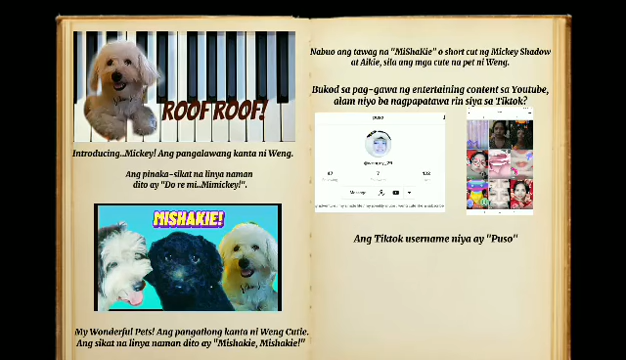 ROOF ROOF!
Introducing..Mickey! Ang pangalawang kanta ni Weng.
Ang pinaka-sikat na linya naman
dito ay "Do re mi..Mimickey!".
MISHAKIE!
My Wonderful Pets! Ang pangatlong kanta ni Weng Cutie.
Ang sikat na linya naman dito ay "Mishakie, Mishakie!"
Nabuo ang tawag na "MiShaKie" o short cut ng Mickey Shadow
at Aikie, sila ang mga cute na pet ni Weng.
Bukod sa pag-gawa ng entertaining content sa Youtube,
alam niyo ba nagpapatawa rin siya sa Tiktok?
Message
Ang Tiktok username niya ay "Puso"